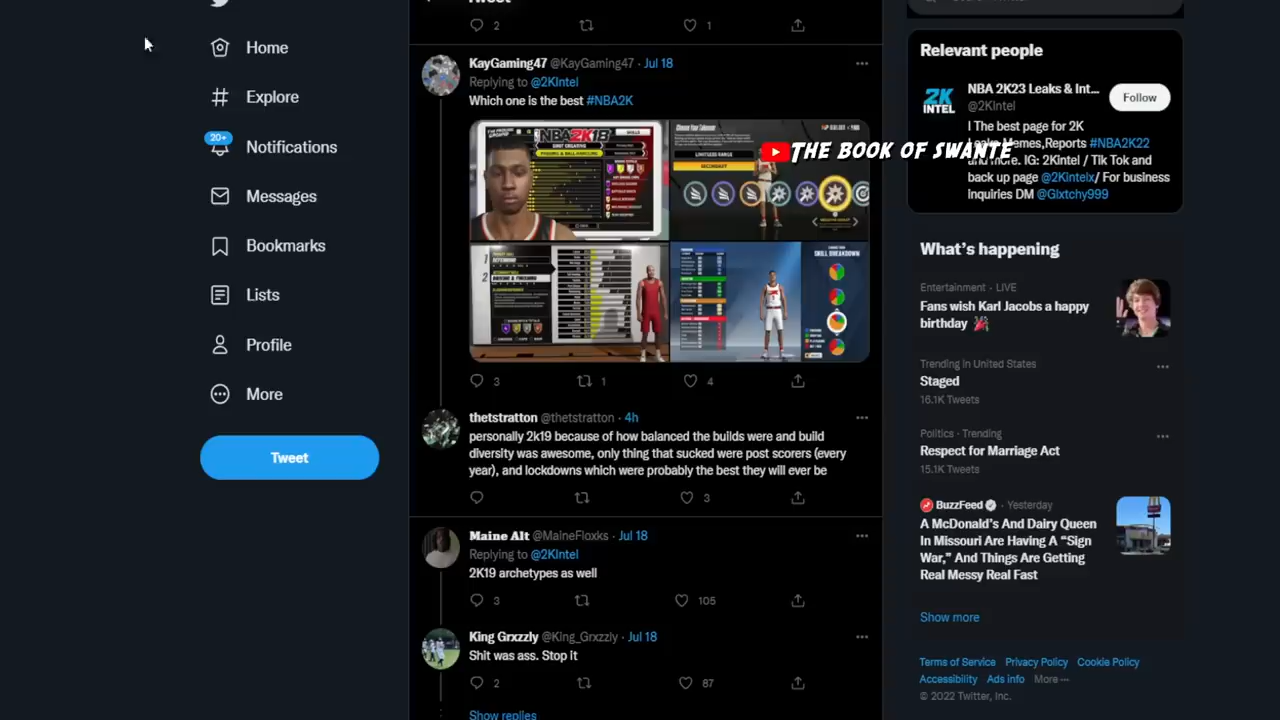 Home
Explore
20+
Notifications
Messages
Bookmarks
Lists
Profile
More
Tweet
Tweet
2
1
KayGaming47 @KayGaming47 · Jul 18
Replying to @2KIntel
Which one is the best #NBA2K
NBA2K18
LIMITLESS RANGE
SKILL BREAKDOWN
3
1
4
thetstratton @thetstratton · 4h
personally 2k19 because of how balanced the builds were and build
diversity was awesome, only thing that sucked were post scorers (every
year), and lockdowns which were probably the best they will ever be
3
Maine Alt @MaineFloxks · Jul 18
Replying to @2KIntel
2K19 archetypes as well
3
105
King Grxzzly @King_Grxzzly · Jul 18
Shit was ass. Stop it
2
87
Show replies
THE BOOK OF SWANTE
Relevant people
2K INTEL
NBA 2K23 Leaks & Int...
@2KIntel
Follow
I The best page for 2K
#NBA2K22
and more. IG: 2Kintel / Tik Tok and
back up page @2Kintelx/ For business
inquiries DM @Glxtchy999
What's happening
Entertainment · LIVE
Fans wish Karl Jacobs a happy
birthday 🎉
Trending in United States
Staged
16.1K Tweets
Politics · Trending
Respect for Marriage Act
15.1K Tweets
BuzzFeed · Yesterday
A McDonald's And Dairy Queen
In Missouri Are Having A "Sign
War," And Things Are Getting
Real Messy Real Fast
Show more
Terms of Service Privacy Policy Cookie Policy
Accessibility Ads info More ···
© 2022 Twitter, Inc.